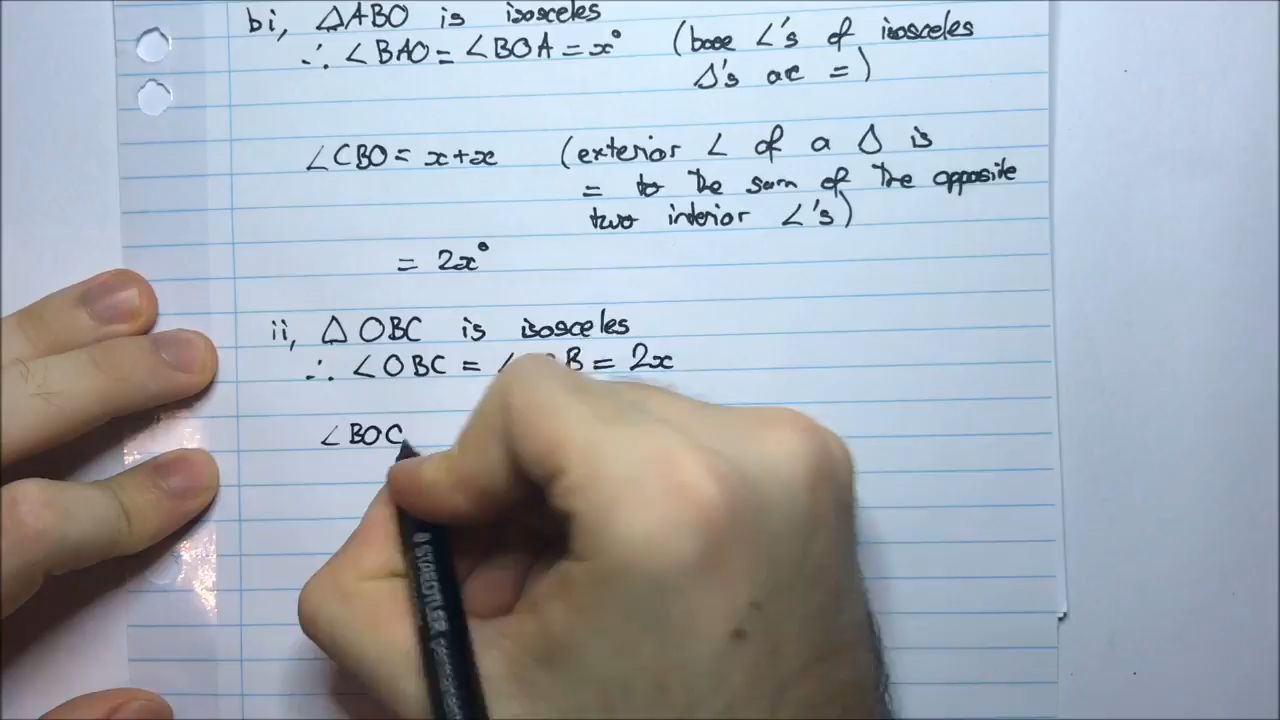 bi, △ABO is isosceles
∴ ∠BAO = ∠BOA = x° (base ∠'s of isosceles
Δ's are =)
∠CBO = x+x (exterior ∠ of a Δ is
= to the sum of the opposite
two interior ∠'s)
= 2x°
ii, △OBC is isosceles
∴ ∠OBC = ∠ B = 2x
∠BOC
STAEDTLER